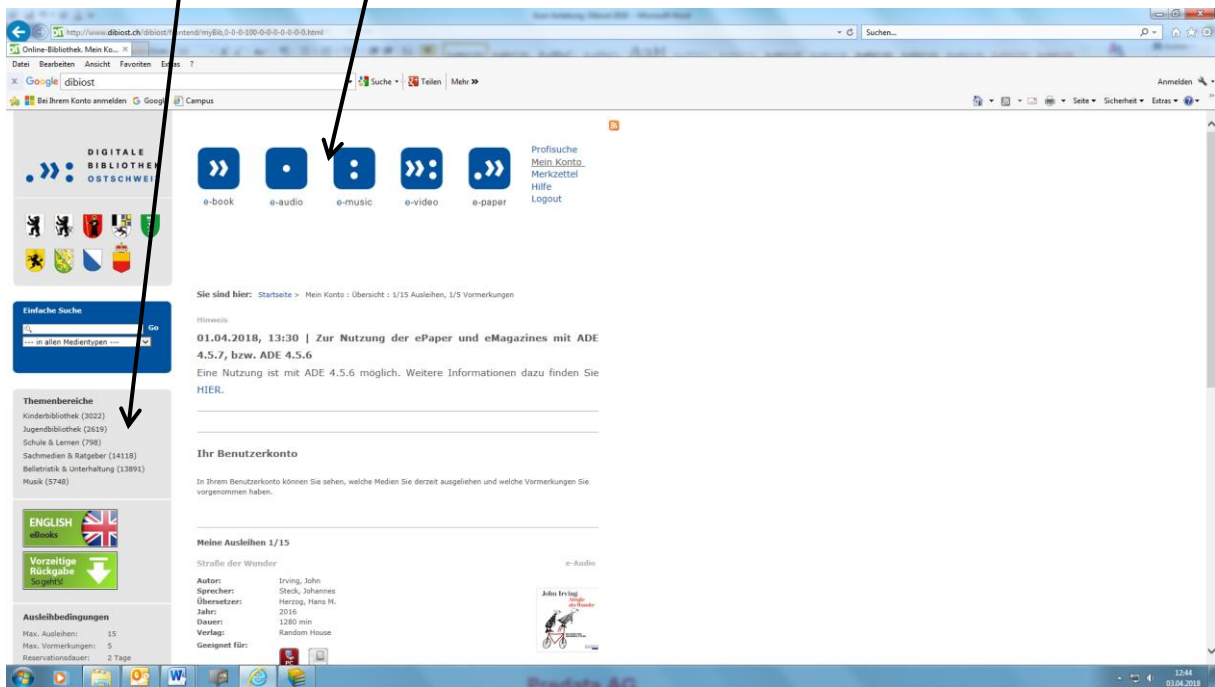 http://www.dibiost.ch/dibiost/frontend/myBib,0-0-0-100-0-0-0-0-0-0-0.html
Suchen...
Online-Bibliothek. Mein Ko...
Datei Bearbeiten Ansicht Favoriten Extras ?
x Google dibiost Suche Teilen Mehr »
Anmelden
Bei Ihrem Konto anmelden Google Campus
Seite Sicherheit Extras
DIGITALE
BIBLIOTHEK
OSTSCHWEIZ
e-book e-audio e-music e-video e-paper
Profisuche
Mein Konto
Merkzettel
Hilfe
Logout
Sie sind hier: Startseite > Mein Konto : Übersicht : 1/15 Ausleihen, 1/5 Vormerkungen
Einfache Suche
Go
--- in allen Medientypen ---
Hinweis
01.04.2018, 13:30 | Zur Nutzung der ePaper und eMagazines mit ADE
4.5.7, bzw. ADE 4.5.6
Eine Nutzung ist mit ADE 4.5.6 möglich. Weitere Informationen dazu finden Sie
HIER.
Themenbereiche
Kinderbibliothek (3022)
Jugendbibliothek (2619)
Schule & Lernen (798)
Sachmedien & Ratgeber (14118)
Belletristik & Unterhaltung (13891)
Musik (5748)
Ihr Benutzerkonto
In Ihrem Benutzerkonto können Sie sehen, welche Medien Sie derzeit ausgeliehen und welche Vormerkungen Sie
vorgenommen haben.
ENGLISH
eBooks
Vorzeitige
Rückgabe
So geht's!
Meine Ausleihen 1/15
Straße der Wunder e-Audio
Autor: Irving, John
Sprecher: Steck, Johannes
Übersetzer: Herzog, Hans M.
Jahr: 2016
Dauer: 1280 min
Verlag: Random House
Geeignet für:
PC
John Irving
Straße
der Wunder
Ausleihbedingungen
Max. Ausleihen: 15
Max. Vormerkungen: 5
Reservationsdauer: 2 Tage
Predata AG
12:44
03.04.2018